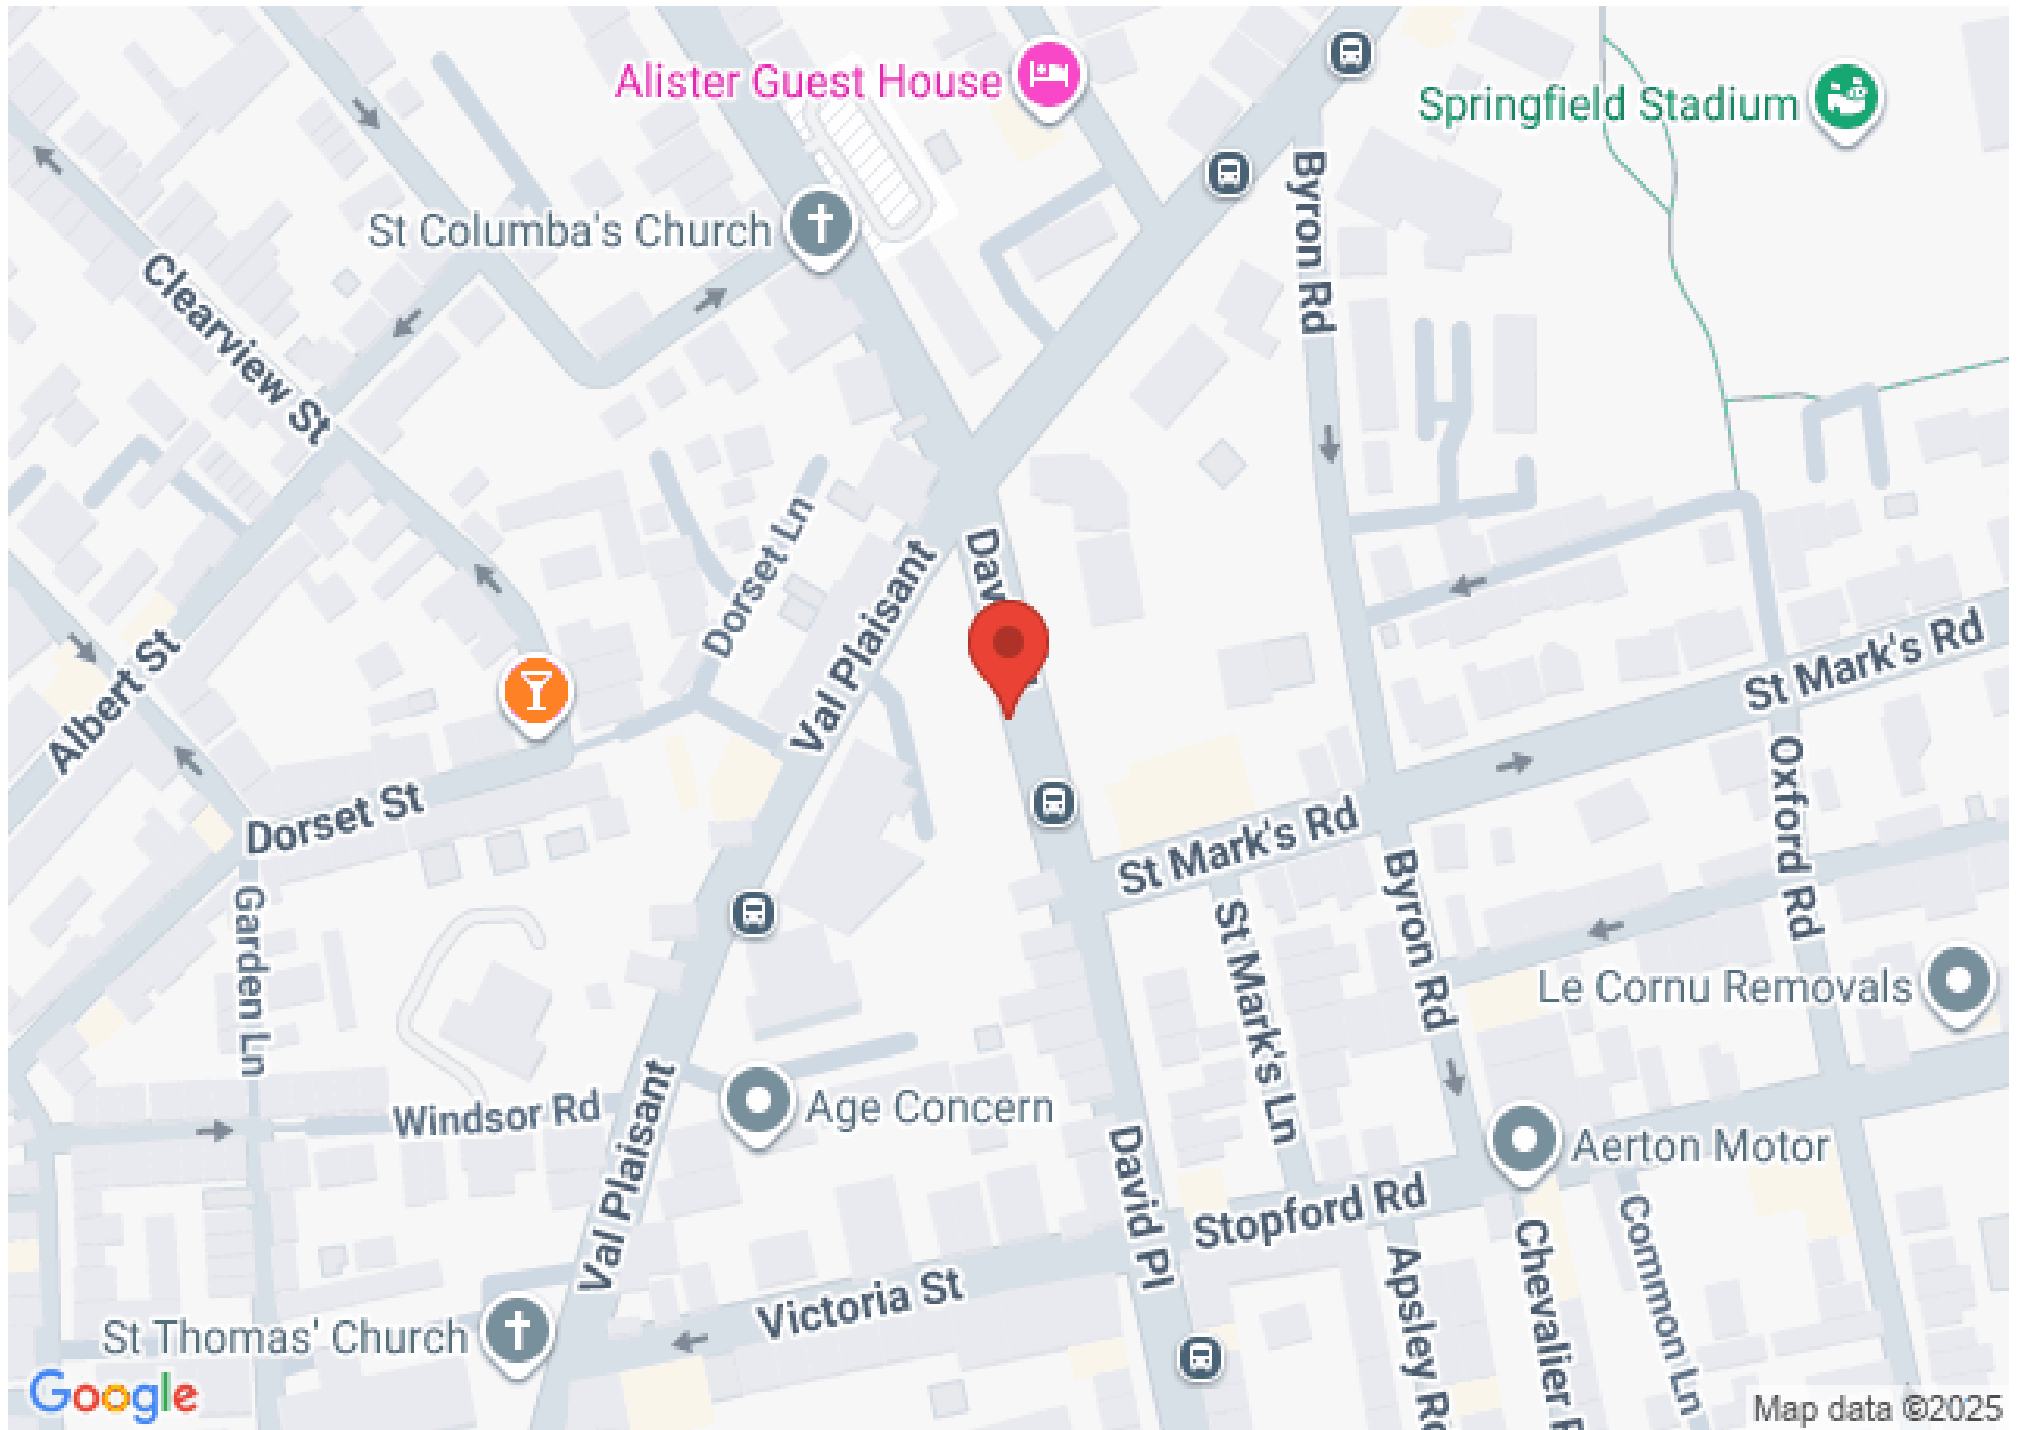 Alister Guest House
Springfield Stadium
St Columba's Church
Byron Rd
Clearview St
Dorset Ln
Val Plaisant
Dav
Albert St
St Mark's Rd
Dorset St
St Mark's Rd
Oxford Rd
Garden Ln
St Mark's Ln
Byron Rd
Le Cornu Removals
Windsor Rd
Age Concern
Val Plaisant
David Pl
Aerton Motor
Stopford Rd
Victoria St
Apsley Rd
Chevalier R
Common Ln
St Thomas' Church
Google
Map data ©2025